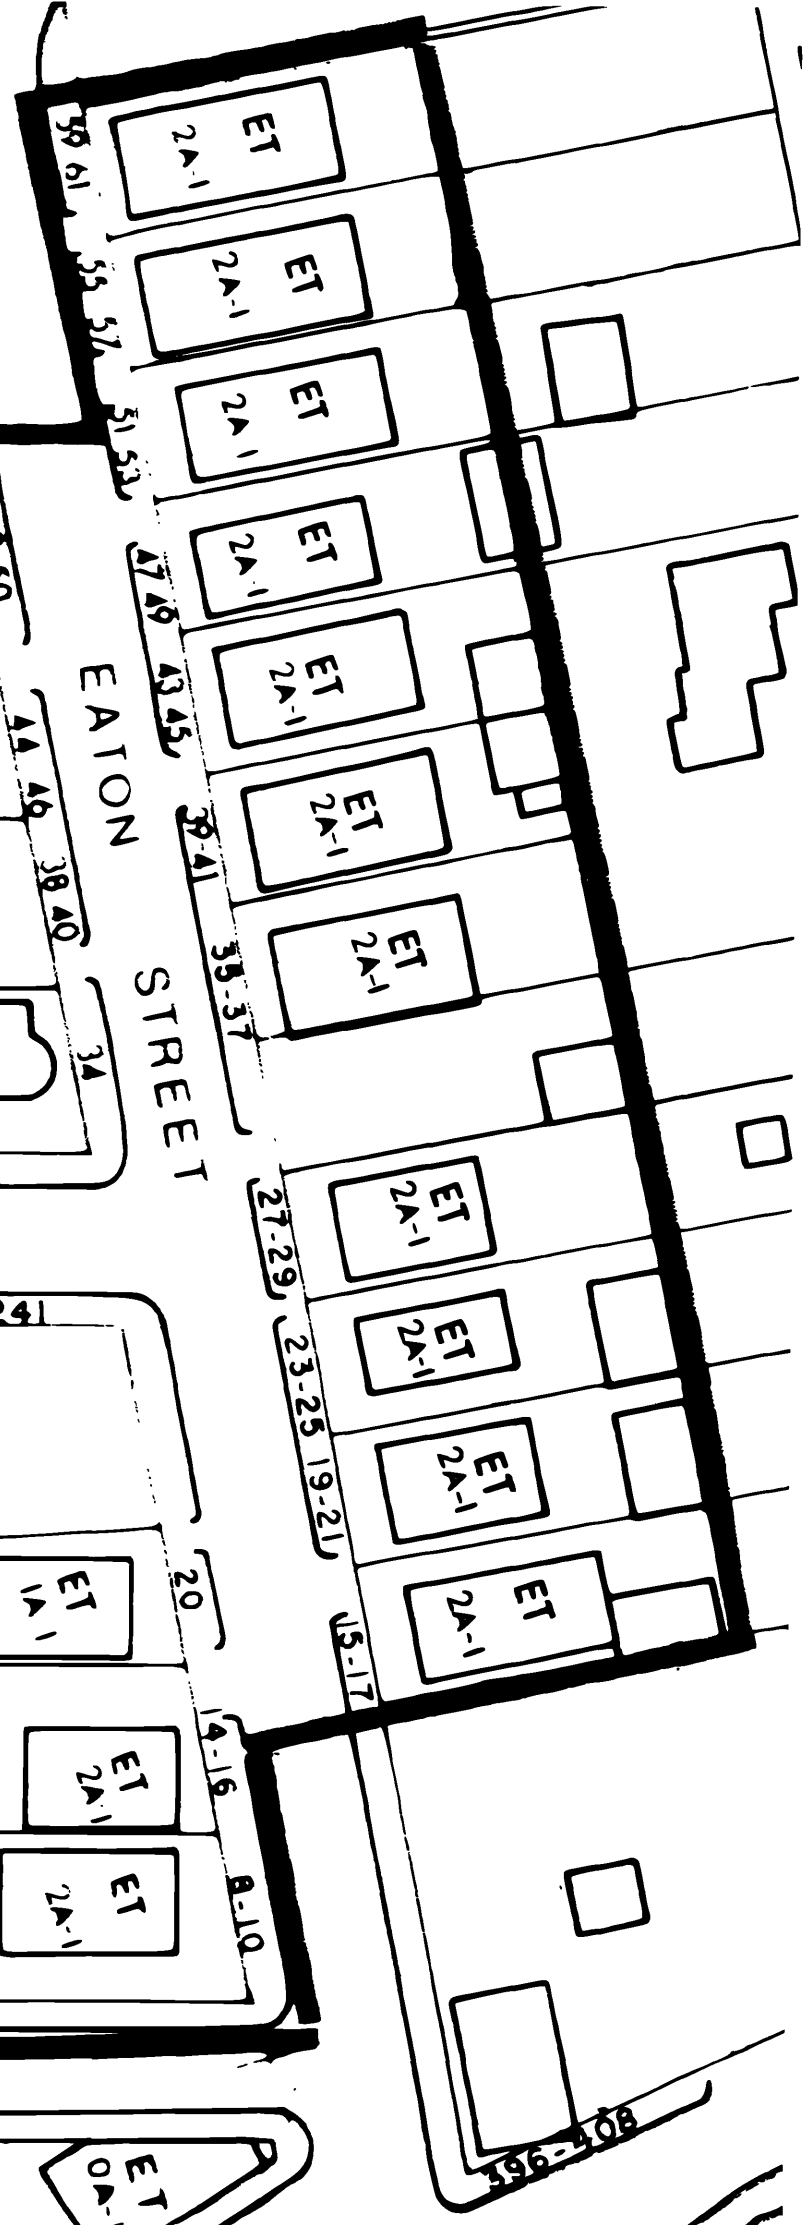 59 61
ET
2A-1
55 57
ET
2A-1
51 53
ET
2A 1
47 49
ET
2A 1
43 45
ET
2A-1
39-41
ET
2A-1
35-37
ET
2A-1
EATON STREET
44 46
38 40
34
27-29
ET
2A-1
23-25
ET
2A-1
19-21
ET
2A-1
15-17
ET
2A-1
241
20
ET
1A 1
14-16
ET
2A-1
8-10
ET
2A-1
396-408
ET